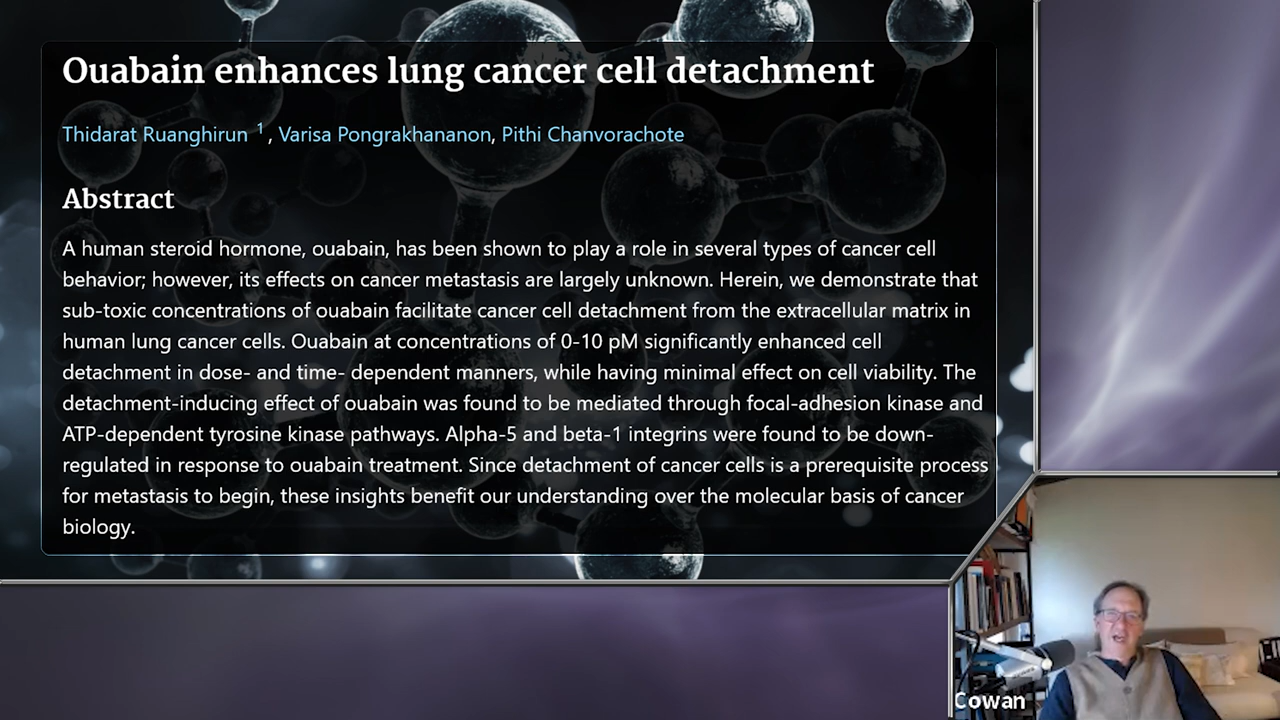 Ouabain enhances lung cancer cell detachment
Thidarat Ruanghirun 1, Varisa Pongrakhananon, Pithi Chanvorachote
Abstract
A human steroid hormone, ouabain, has been shown to play a role in several types of cancer cell
behavior; however, its effects on cancer metastasis are largely unknown. Herein, we demonstrate that
sub-toxic concentrations of ouabain facilitate cancer cell detachment from the extracellular matrix in
human lung cancer cells. Ouabain at concentrations of 0-10 pM significantly enhanced cell
detachment in dose- and time- dependent manners, while having minimal effect on cell viability. The
detachment-inducing effect of ouabain was found to be mediated through focal-adhesion kinase and
ATP-dependent tyrosine kinase pathways. Alpha-5 and beta-1 integrins were found to be down-
regulated in response to ouabain treatment. Since detachment of cancer cells is a prerequisite process
for metastasis to begin, these insights benefit our understanding over the molecular basis of cancer
biology.
Cowan